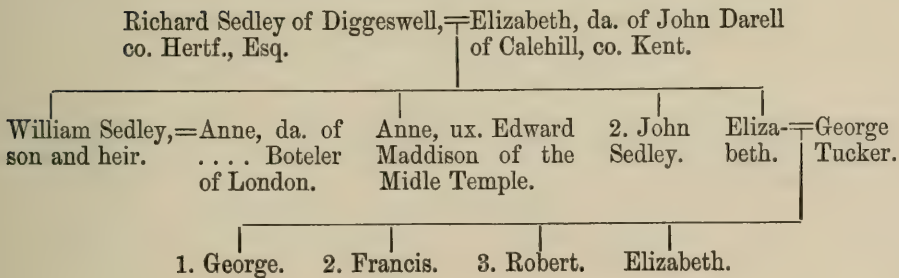 Richard Sedley of Diggeswell,=Elizabeth, da. of John Darell
co. Hertf., Esq. of Calehill, co. Kent.
William Sedley,=Anne, da. of Anne, ux. Edward 2. John Eliza-=George
son and heir. .... Boteler Maddison of the Sedley. beth. Tucker.
of London. Midle Temple.
1. George. 2. Francis. 3. Robert. Elizabeth.